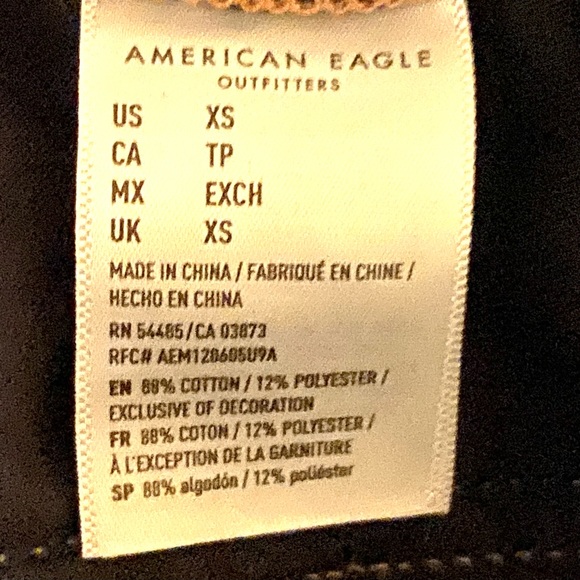 AMERICAN EAGLE
OUTFITTERS
US XS
CA TP
MX EXCH
UK XS
MADE IN CHINA / FABRIQUÉ EN CHINE /
HECHO EN CHINA
RN 54485/CA 03873
RFC# AEM120605U9A
EN 88% COTTON / 12% POLYESTER /
EXCLUSIVE OF DECORATION
FR 88% COTON / 12% POLYESTER /
À L'EXCEPTION DE LA GARNITURE
SP 88% algodón / 12% poliéster